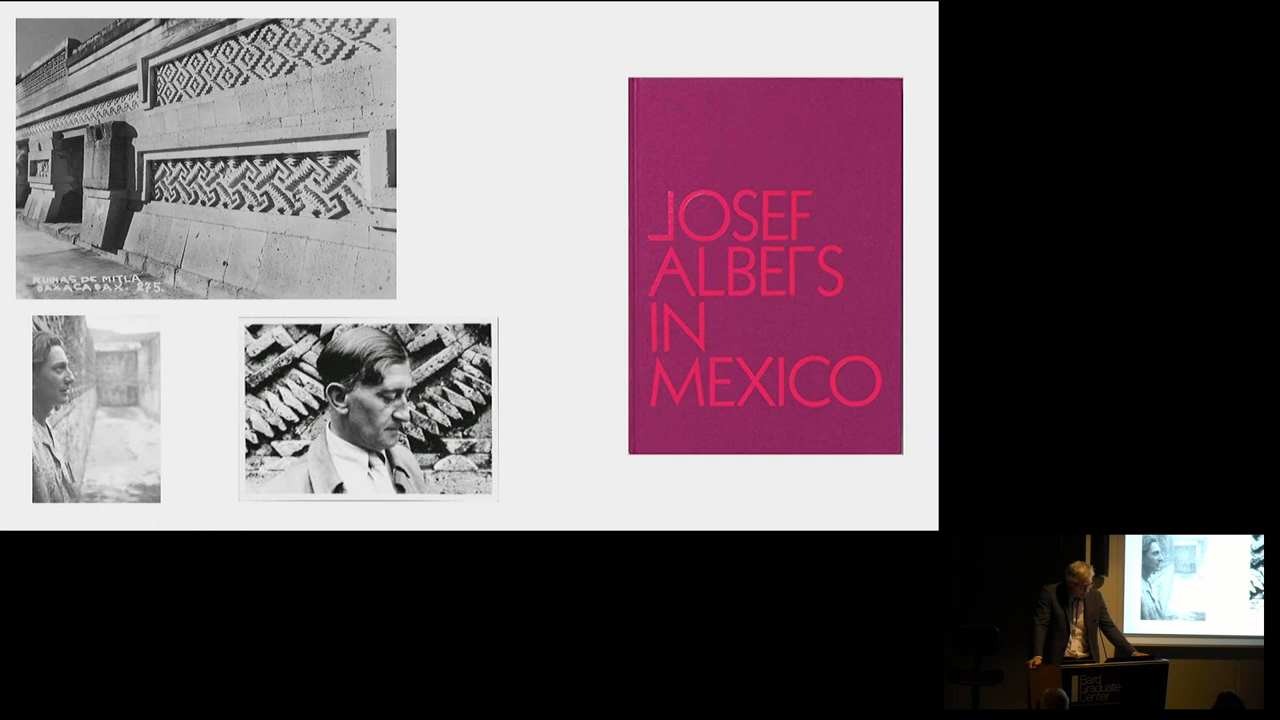 RUINAS DE MITLA
OAXACA OAX. 275.
JOSEF
ALBERS
IN
MEXICO
Bard
Graduate
Center